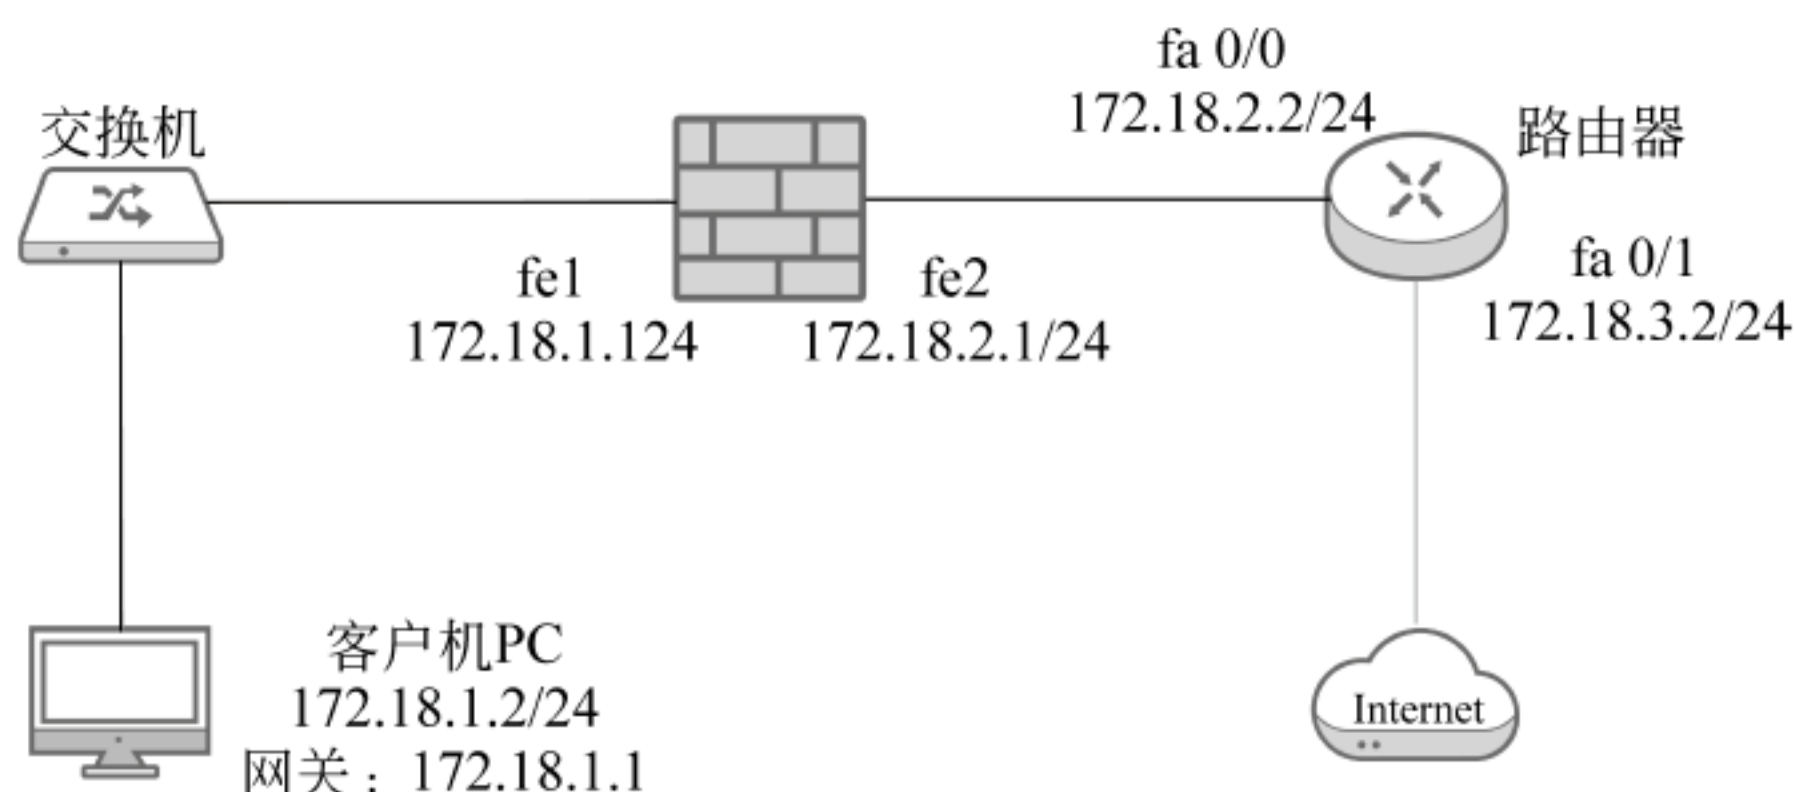 fa 0/0
172.18.2.2/24
交换机
路由器
fe1
172.18.1.124
fe2
172.18.2.1/24
fa 0/1
172.18.3.2/24
客户机PC
172.18.1.2/24
网关：172.18.1.1
Internet